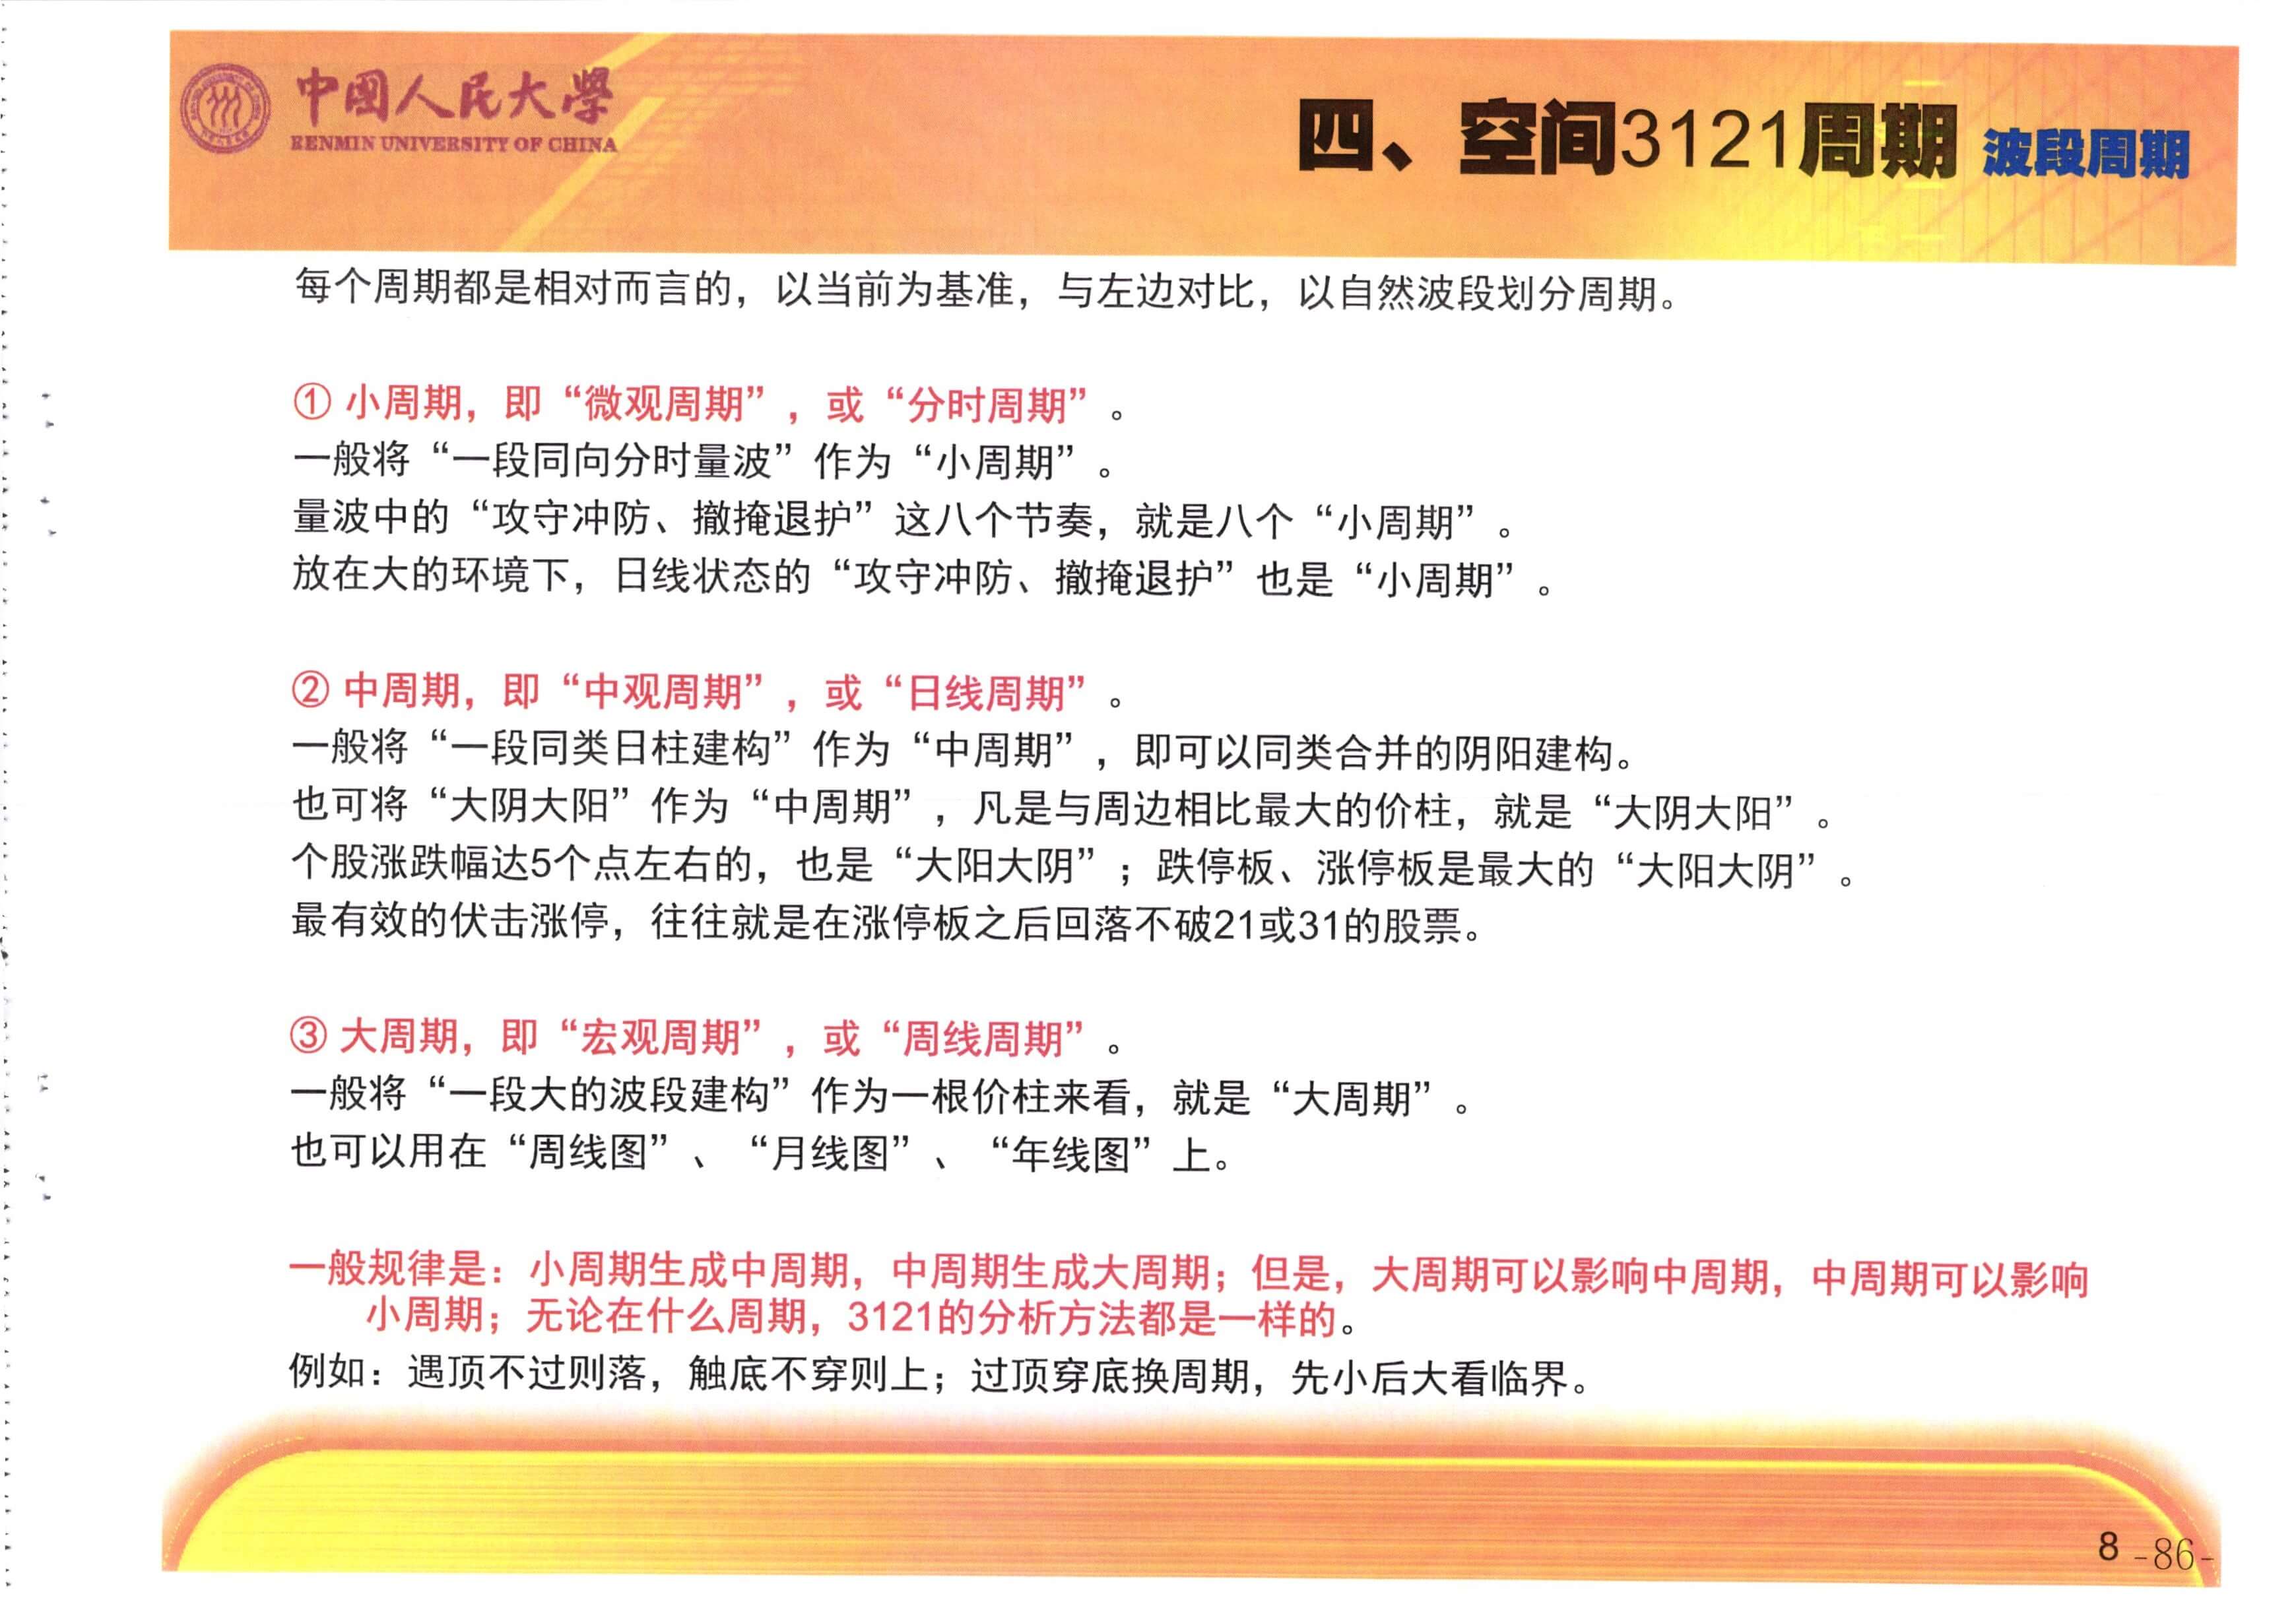 中國人民大學
RENMIN UNIVERSITY OF CHINA
四、空间3121周期 波段周期
每个周期都是相对而言的，以当前为基准，与左边对比，以自然波段划分周期。
① 小周期，即“微观周期”，或“分时周期”。
一般将“一段同向分时量波”作为“小周期”。
量波中的“攻守冲防、撤掩退护”这八个节奏，就是八个“小周期”。
放在大的环境下，日线状态的“攻守冲防、撤掩退护”也是“小周期”。
② 中周期，即“中观周期”，或“日线周期”。
一般将“一段同类日柱建构”作为“中周期”，即可以同类合并的阴阳建构。
也可将“大阴大阳”作为“中周期”，凡是与周边相比最大的价柱，就是“大阴大阳”。
个股涨跌幅达5个点左右的，也是“大阳大阴”；跌停板、涨停板是最大的“大阳大阴”。
最有效的伏击涨停，往往就是在涨停板之后回落不破21或31的股票。
③ 大周期，即“宏观周期”，或“周线周期”。
一般将“一段大的波段建构”作为一根价柱来看，就是“大周期”。
也可以用在“周线图”、“月线图”、“年线图”上。
一般规律是：小周期生成中周期，中周期生成大周期；但是，大周期可以影响中周期，中周期可以影响
小周期；无论在什么周期，3121的分析方法都是一样的。
例如：遇顶不过则落，触底不穿则上；过顶穿底换周期，先小后大看临界。
8 -86-